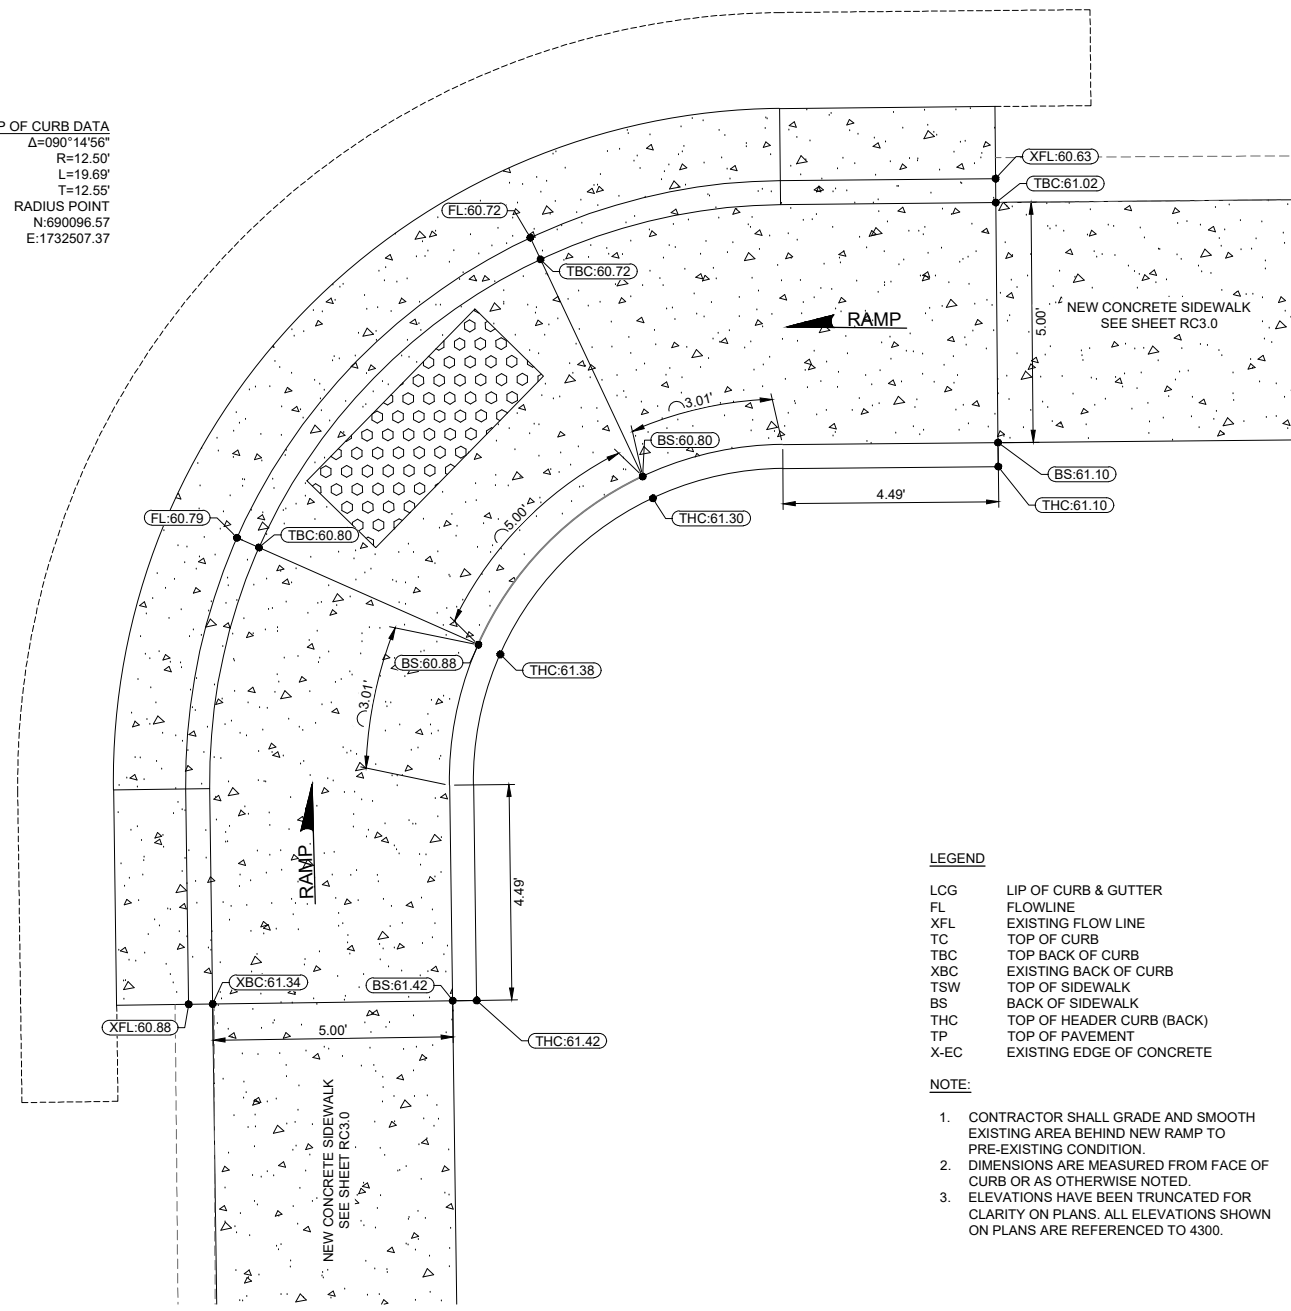 P OF CURB DATA
Δ=090°14'56"
R=12.50'
L=19.69'
T=12.55'
RADIUS POINT
N:690096.57
E:1732507.37
XFL:60.63
TBC:61.02
FL:60.72
TBC:60.72
5.00'
NEW CONCRETE SIDEWALK
SEE SHEET RC3.0
RAMP
3.01'
BS:60.80
BS:61.10
4.49'
THC:61.10
THC:61.30
FL:60.79
TBC:60.80
5.00'
BS:60.88
THC:61.38
3.01'
RAMP
4.49'
XBC:61.34
BS:61.42
XFL:60.88
5.00'
THC:61.42
NEW CONCRETE SIDEWALK
SEE SHEET RC3.0
LEGEND
LCG LIP OF CURB & GUTTER
FL FLOWLINE
XFL EXISTING FLOW LINE
TC TOP OF CURB
TBC TOP BACK OF CURB
XBC EXISTING BACK OF CURB
TSW TOP OF SIDEWALK
BS BACK OF SIDEWALK
THC TOP OF HEADER CURB (BACK)
TP TOP OF PAVEMENT
X-EC EXISTING EDGE OF CONCRETE
NOTE:
1. CONTRACTOR SHALL GRADE AND SMOOTH
EXISTING AREA BEHIND NEW RAMP TO
PRE-EXISTING CONDITION.
2. DIMENSIONS ARE MEASURED FROM FACE OF
CURB OR AS OTHERWISE NOTED.
3. ELEVATIONS HAVE BEEN TRUNCATED FOR
CLARITY ON PLANS. ALL ELEVATIONS SHOWN
ON PLANS ARE REFERENCED TO 4300.